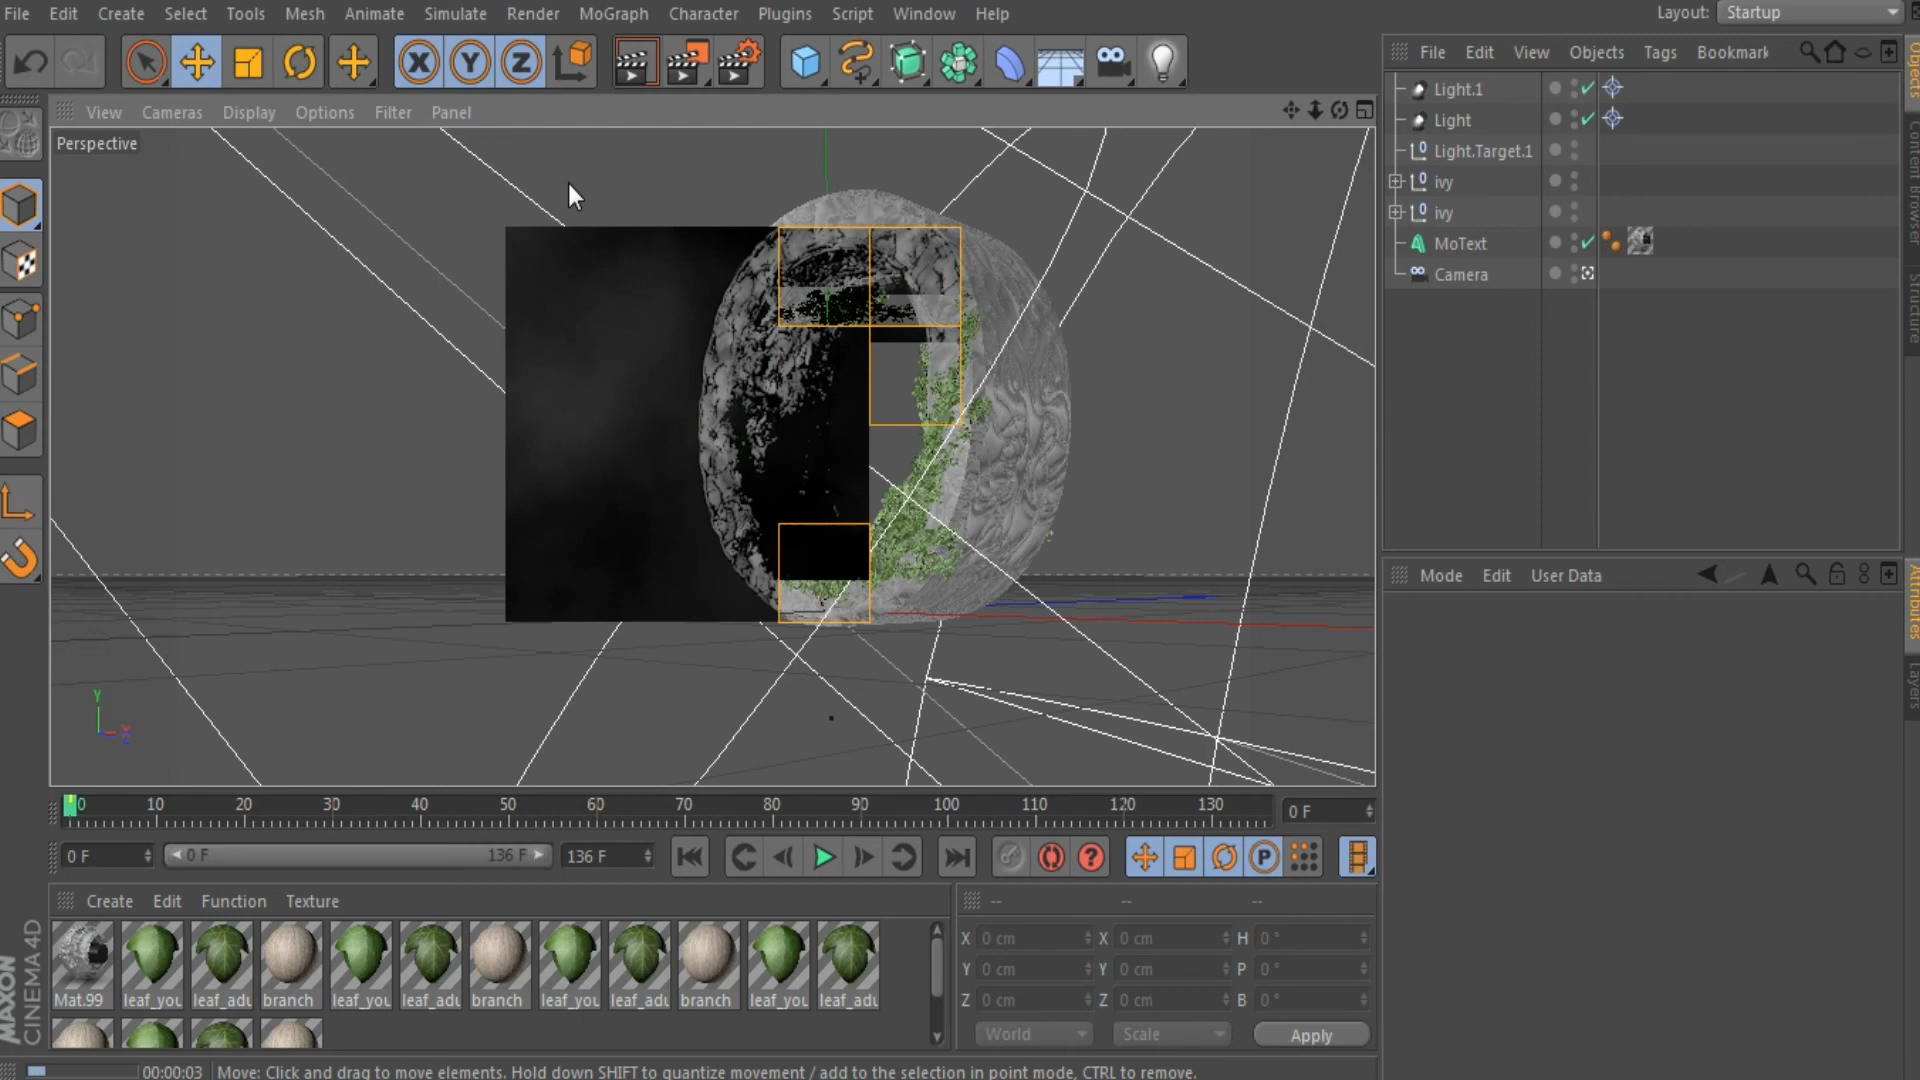 File Edit Create Select Tools Mesh Animate Simulate Render MoGraph Character Plugins Script Window Help
Layout: Startup
X Y Z
File Edit View Objects Tags Bookmark
View Cameras Display Options Filter Panel
Perspective
Light.1
Light
Light.Target.1
ivy
ivy
MoText
Camera
Objects
Content Browser
Structure
Mode Edit User Data
Attributes
Layers
Y
X
Z
0 10 20 30 40 50 60 70 80 90 100 110 120 130
0 F
0 F 0 F 136 F 136 F
P
Create Edit Function Texture
-- -- --
Mat.99 leaf_you leaf_adu branch leaf_you leaf_adu branch leaf_you leaf_adu branch leaf_you leaf_adu
X 0 cm X 0 cm H 0 °
Y 0 cm Y 0 cm P 0 °
Z 0 cm Z 0 cm B 0 °
World Scale Apply
MAXON
CINEMA 4D
00:00:03 Move: Click and drag to move elements. Hold down SHIFT to quantize movement / add to the selection in point mode, CTRL to remove.